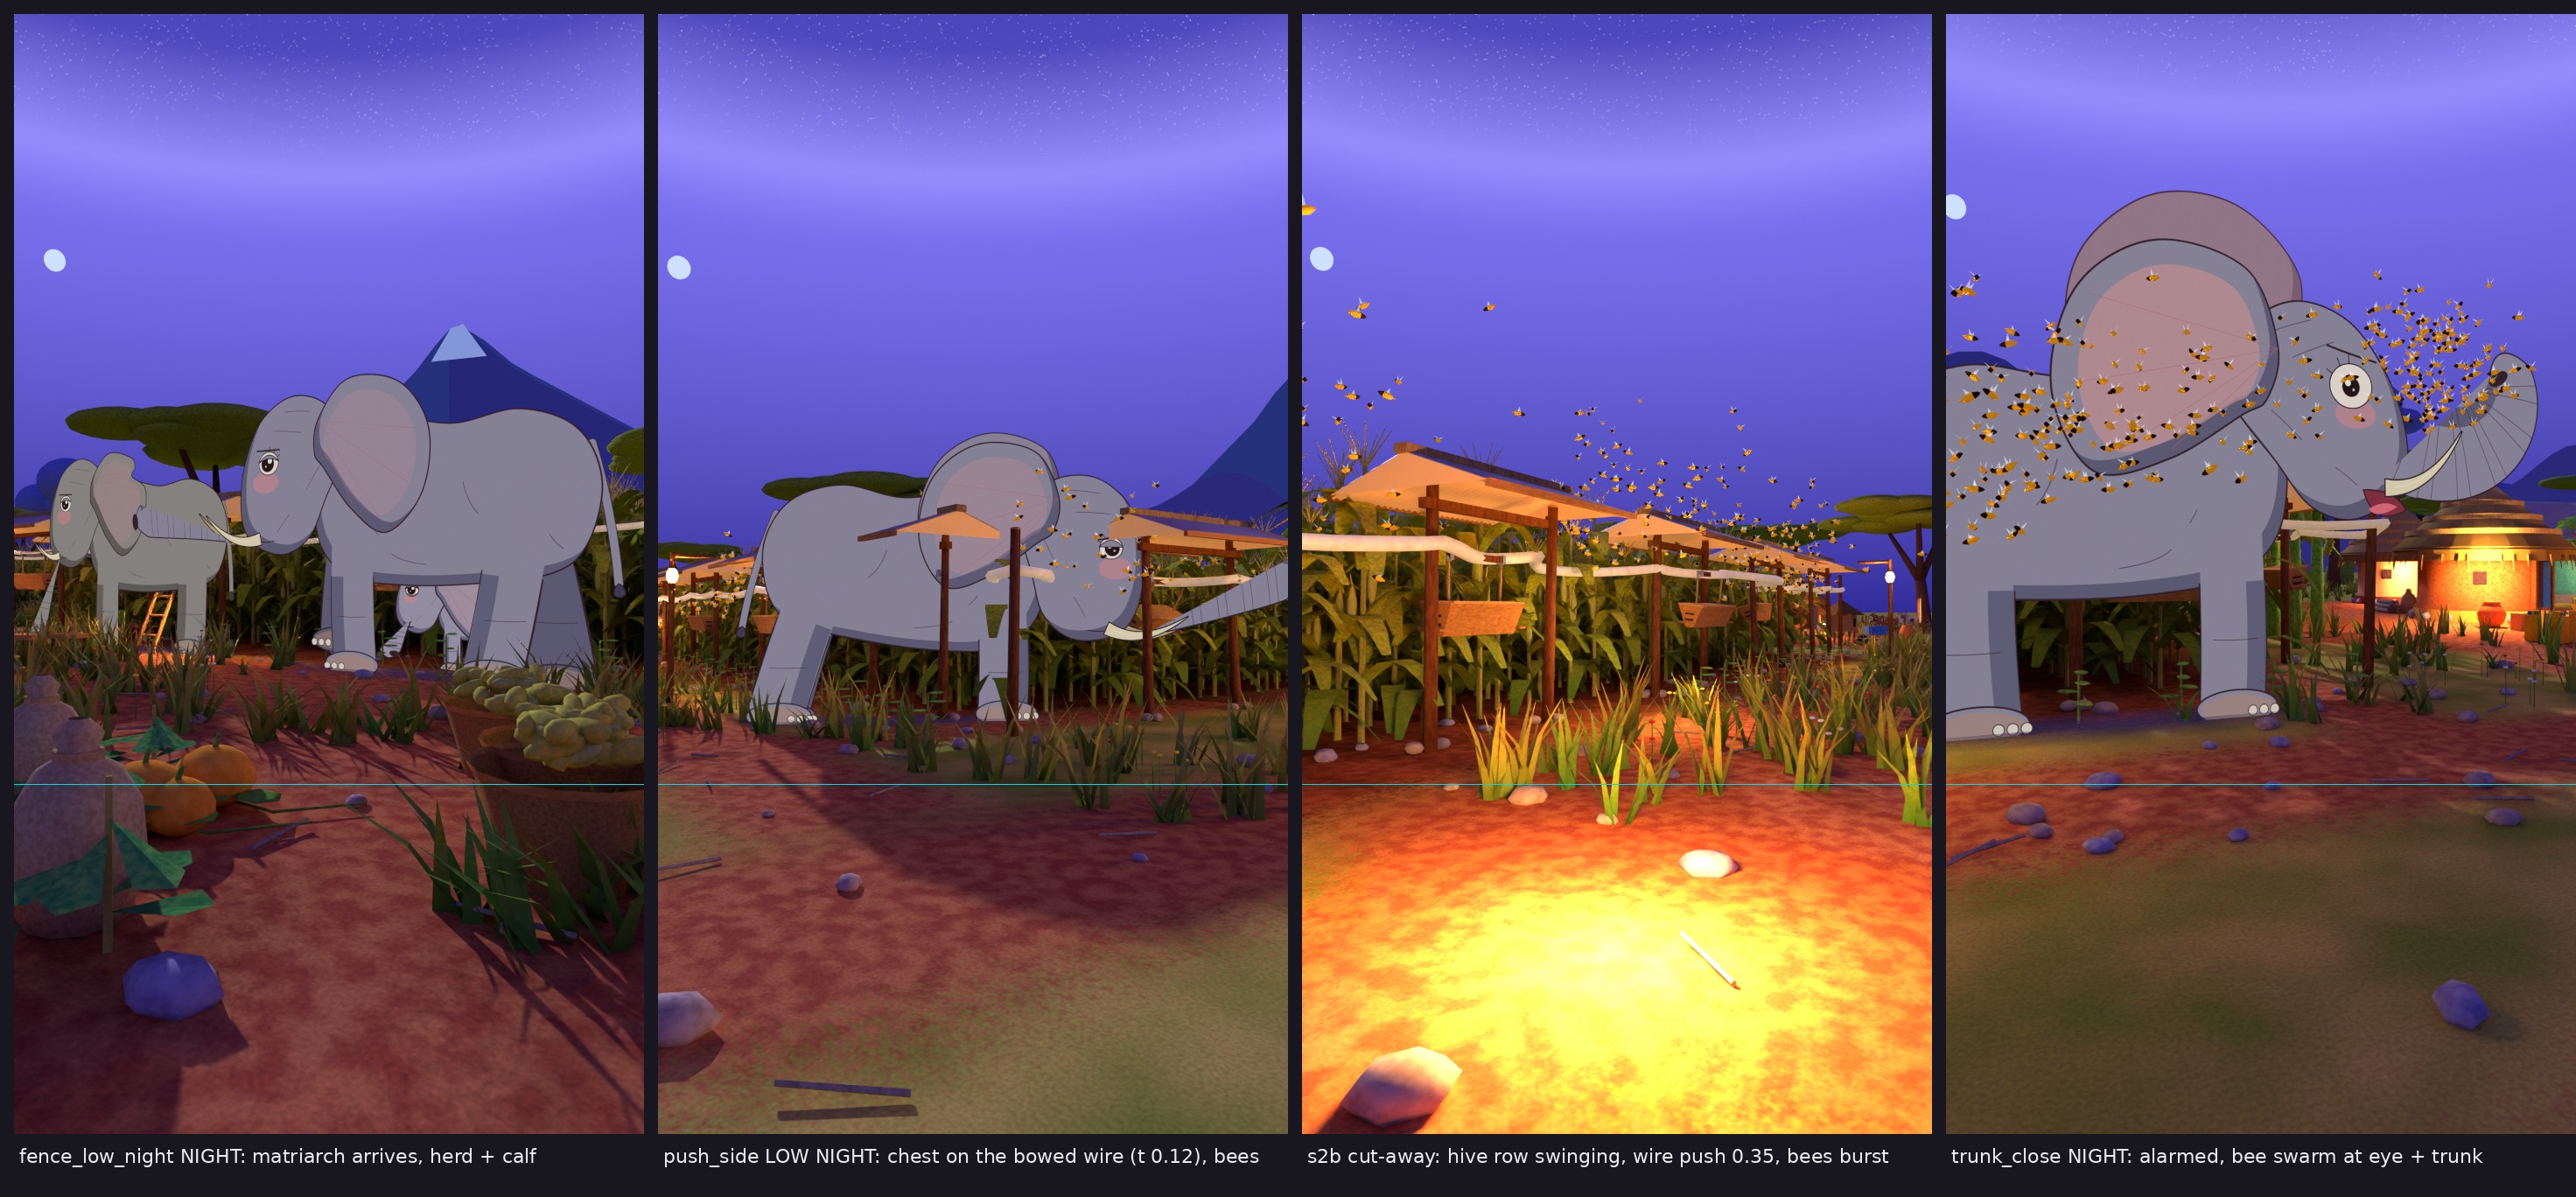 fence_low_night NIGHT: matriarch arrives, herd + calf
push_side LOW NIGHT: chest on the bowed wire (t 0.12), bees
s2b cut-away: hive row swinging, wire push 0.35, bees burst
trunk_close NIGHT: alarmed, bee swarm at eye + trunk